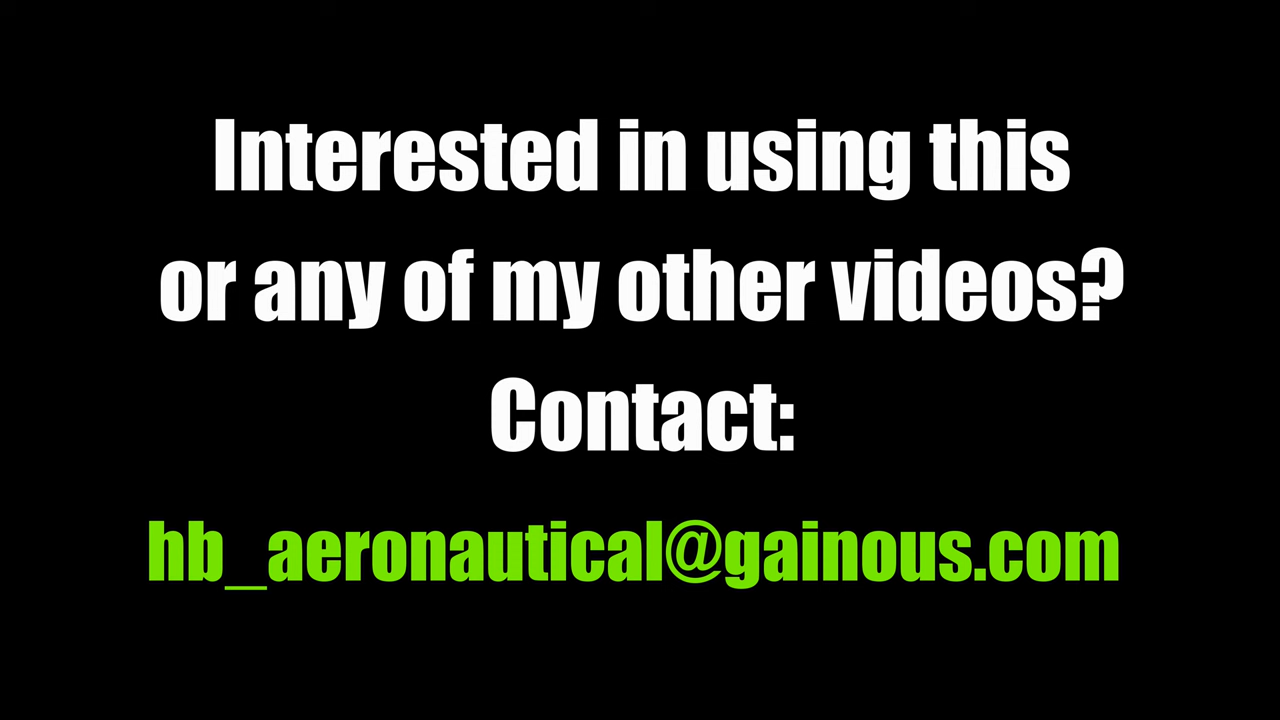 Interested in using this
or any of my other videos?
Contact:
hb_aeronautical@gainous.com